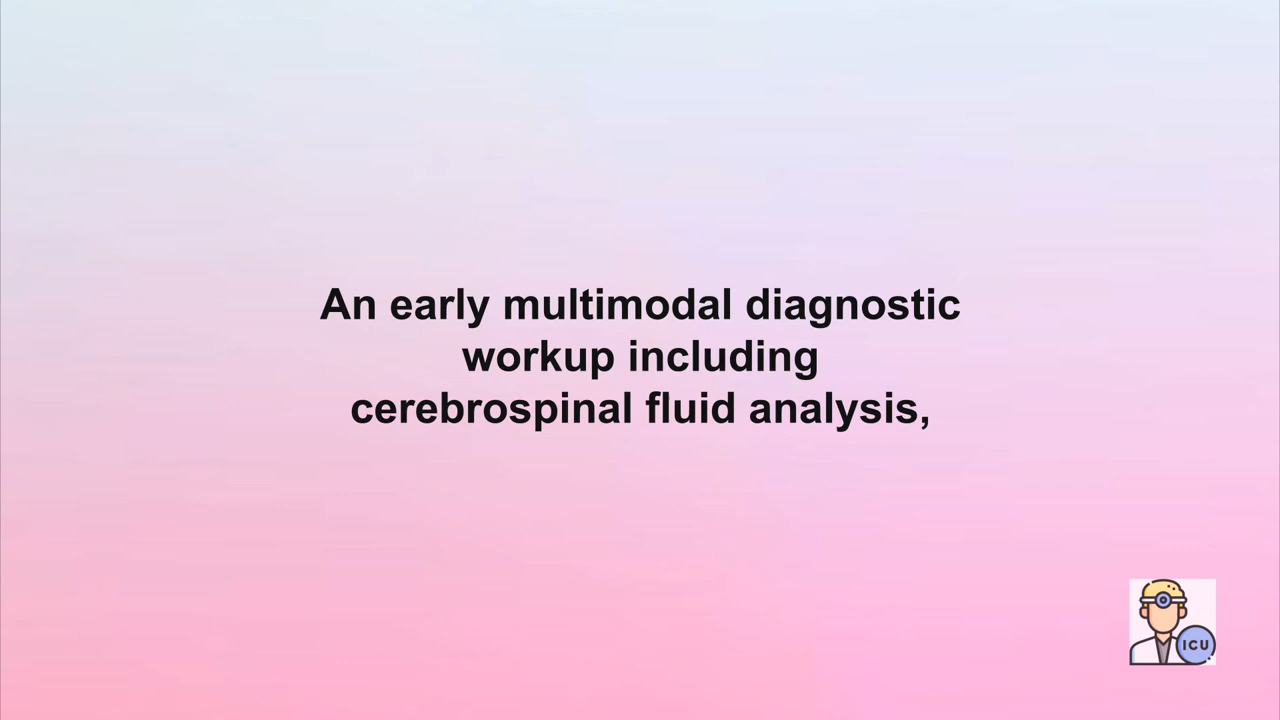 An early multimodal diagnostic
workup including
cerebrospinal fluid analysis,
ICU